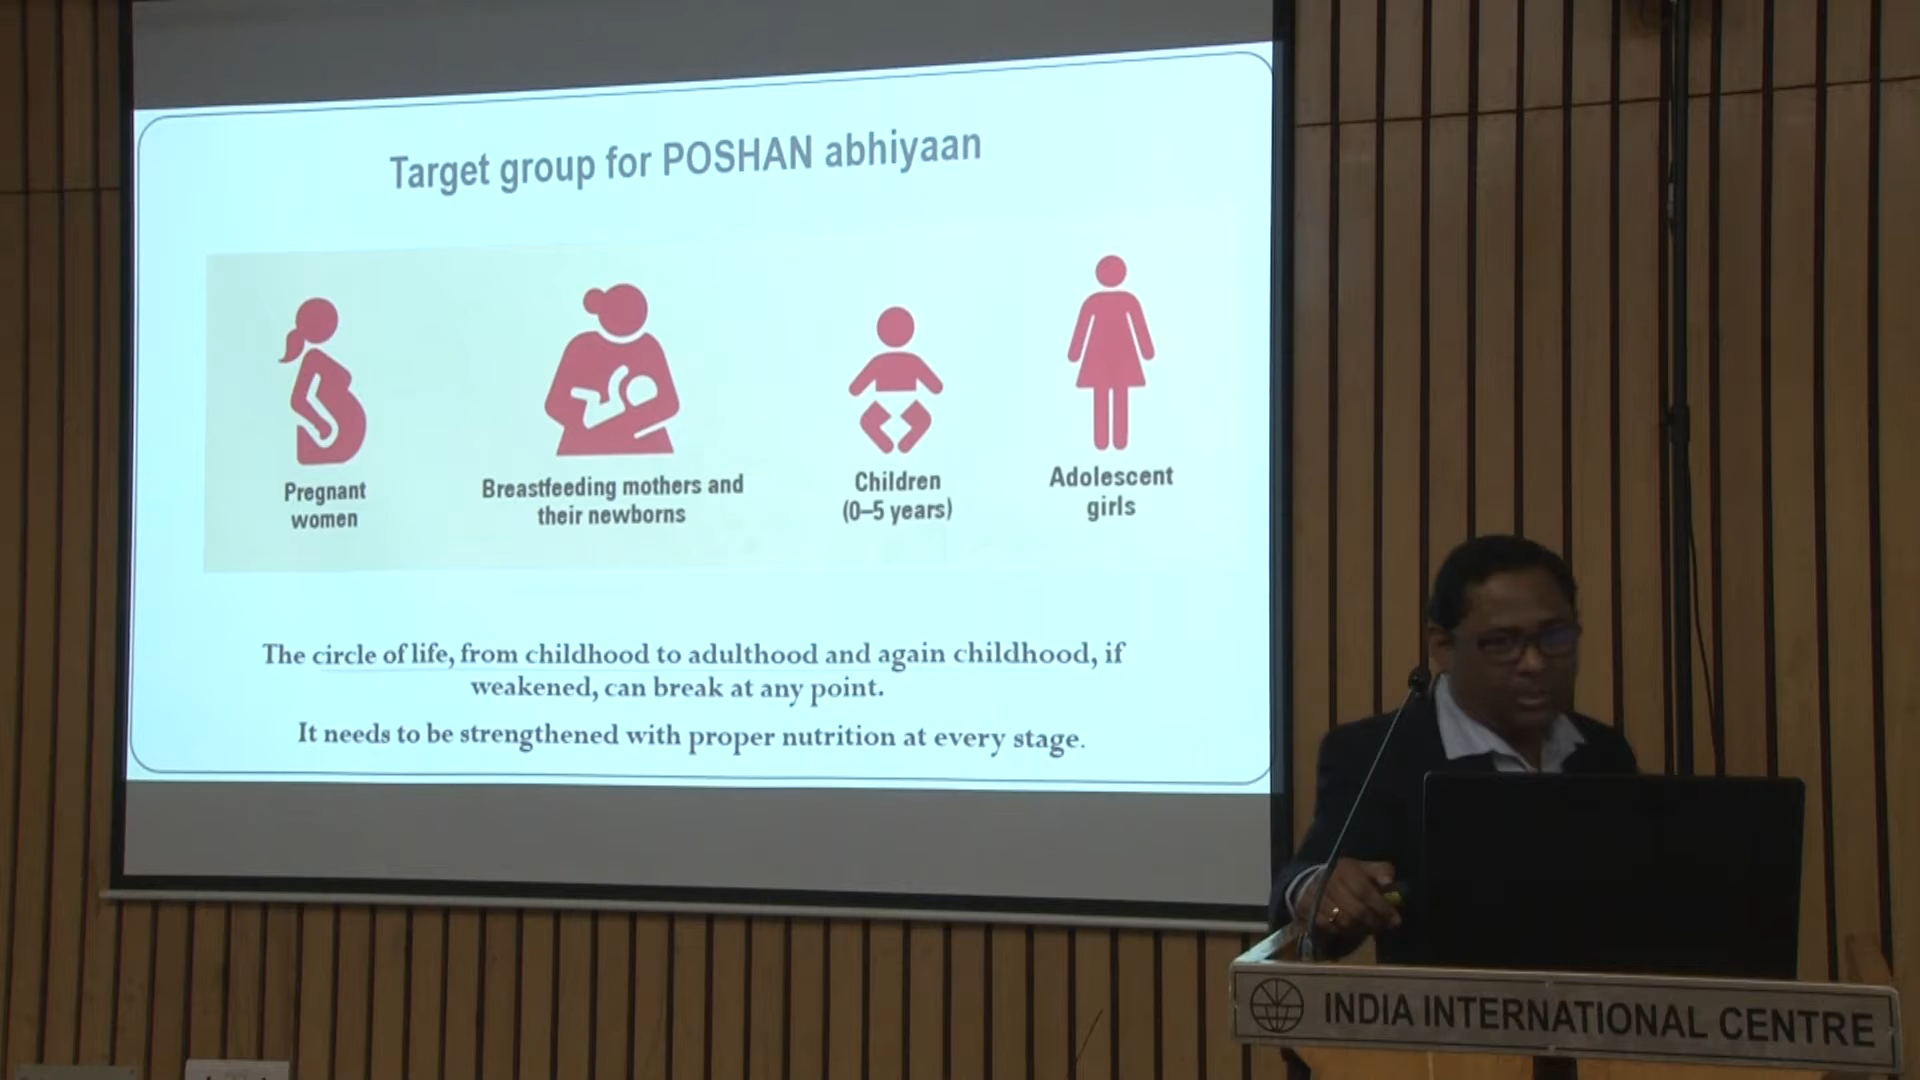 Target group for POSHAN abhiyaan
Pregnant
women
Breastfeeding mothers and
their newborns
Children
(0–5 years)
Adolescent
girls
The circle of life, from childhood to adulthood and again childhood, if
weakened, can break at any point.
It needs to be strengthened with proper nutrition at every stage.
INDIA INTERNATIONAL CENTRE